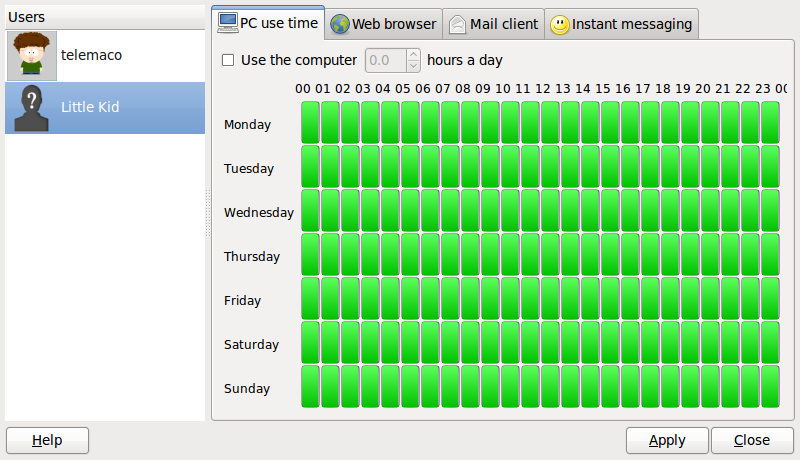 Users
telemaco
Little Kid
PC use time Web browser Mail client Instant messaging
Use the computer 0.0 hours a day
00 01 02 03 04 05 06 07 08 09 10 11 12 13 14 15 16 17 18 19 20 21 22 23 00
Monday
Tuesday
Wednesday
Thursday
Friday
Saturday
Sunday
Help Apply Close